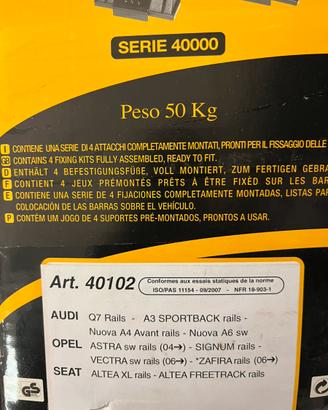 SERIE 40000
Peso 50 Kg
I CONTIENE UNA SERIE DI 4 ATTACCHI COMPLETAMENTE MONTATI, PRONTI PER IL FISSAGGIO DELLE
GB CONTAINS 4 FIXING KITS FULLY ASSEMBLED, READY TO FIT.
D ENTHÄLT 4 BEFESTIGUNGSFÜßE, VOLL MONTIERT, ZUM FERTIGEN GEBRA
F CONTIENT 4 JEUX PRÉMONTÉS PRÊTS À ÊTRE FIXÉD SUR LES BAR
E CONTIENE UNA SERIE DE 4 FIJACIONES COMPLETAMENTE MONTADAS, LISTAS PAR
COLOCACIÓN DE LAS BARRAS SOBRE EL VEHÍCULO.
P CONTÉM UM JOGO DE 4 SUPORTES PRÉ-MONTADOS, PRONTOS A USAR.
Art. 40102 Conformes aux essais statiques de la norme
ISO/PAS 11154 - 09/2007 - NFR 18-903-1
AUDI Q7 Rails - A3 SPORTBACK rails -
Nuova A4 Avant rails - Nuova A6 sw
OPEL ASTRA sw rails (04➔) - SIGNUM rails -
VECTRA sw rails (06➔) - *ZAFIRA rails (06➔)
SEAT ALTEA XL rails - ALTEA FREETRACK rails
GS